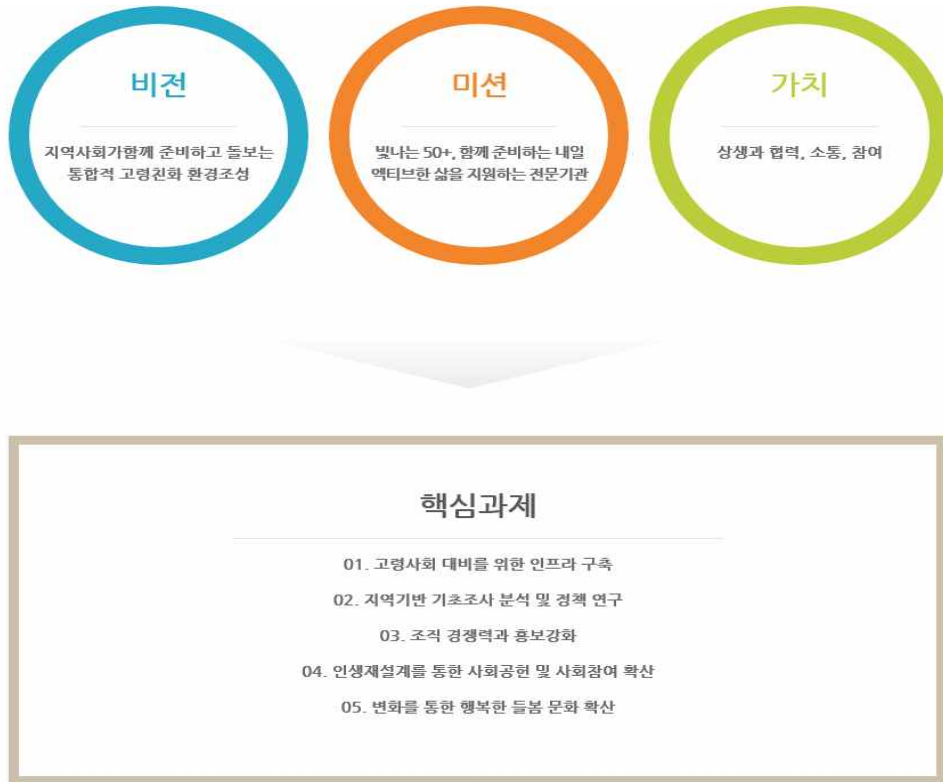 비전
지역사회가함께 준비하고 돌보는
통합적 고령친화 환경조성
미션
빛나는 50+, 함께 준비하는 내일
액티브한 삶을 지원하는 전문기관
가치
상생과 협력, 소통, 참여
핵심과제
01. 고령사회 대비를 위한 인프라 구축
02. 지역기반 기초조사 분석 및 정책 연구
03. 조직 경쟁력과 홍보강화
04. 인생재설계를 통한 사회공헌 및 사회참여 확산
05. 변화를 통한 행복한 돌봄 문화 확산